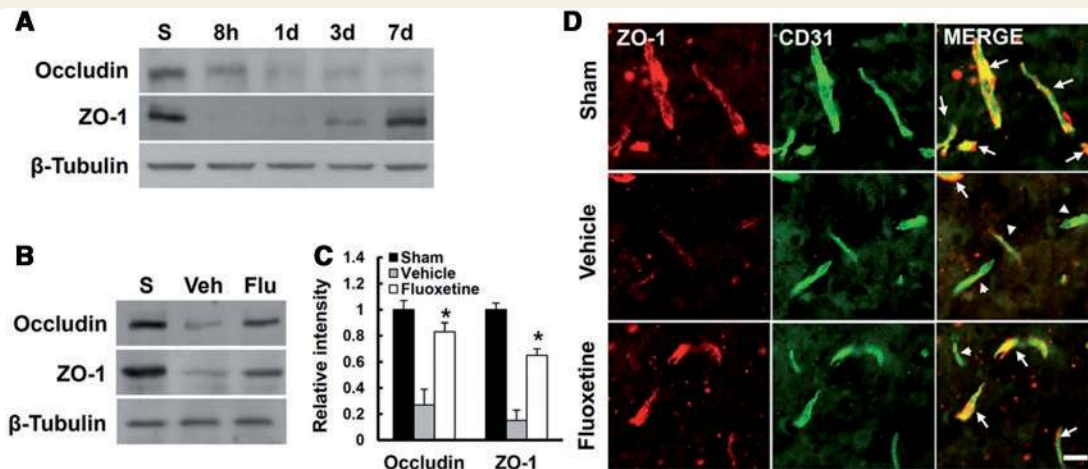 A
S 8h 1d 3d 7d
Occludin
ZO-1
β-Tubulin
B
S Veh Flu
Occludin
ZO-1
β-Tubulin
C
Relative intensity
1.4
1.2
1
0.8
0.6
0.4
0.2
0
Sham
Vehicle
Fluoxetine
*
*
Occludin ZO-1
D
ZO-1 CD31 MERGE
Sham
Vehicle
Fluoxetine